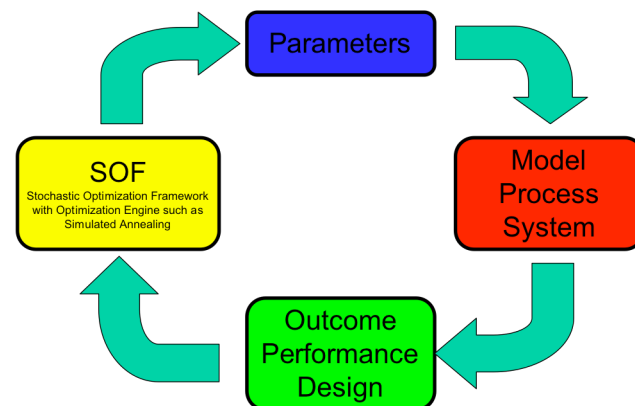 Parameters
SOF
Stochastic Optimization Framework
with Optimization Engine such as
Simulated Annealing
Model
Process
System
Outcome
Performance
Design